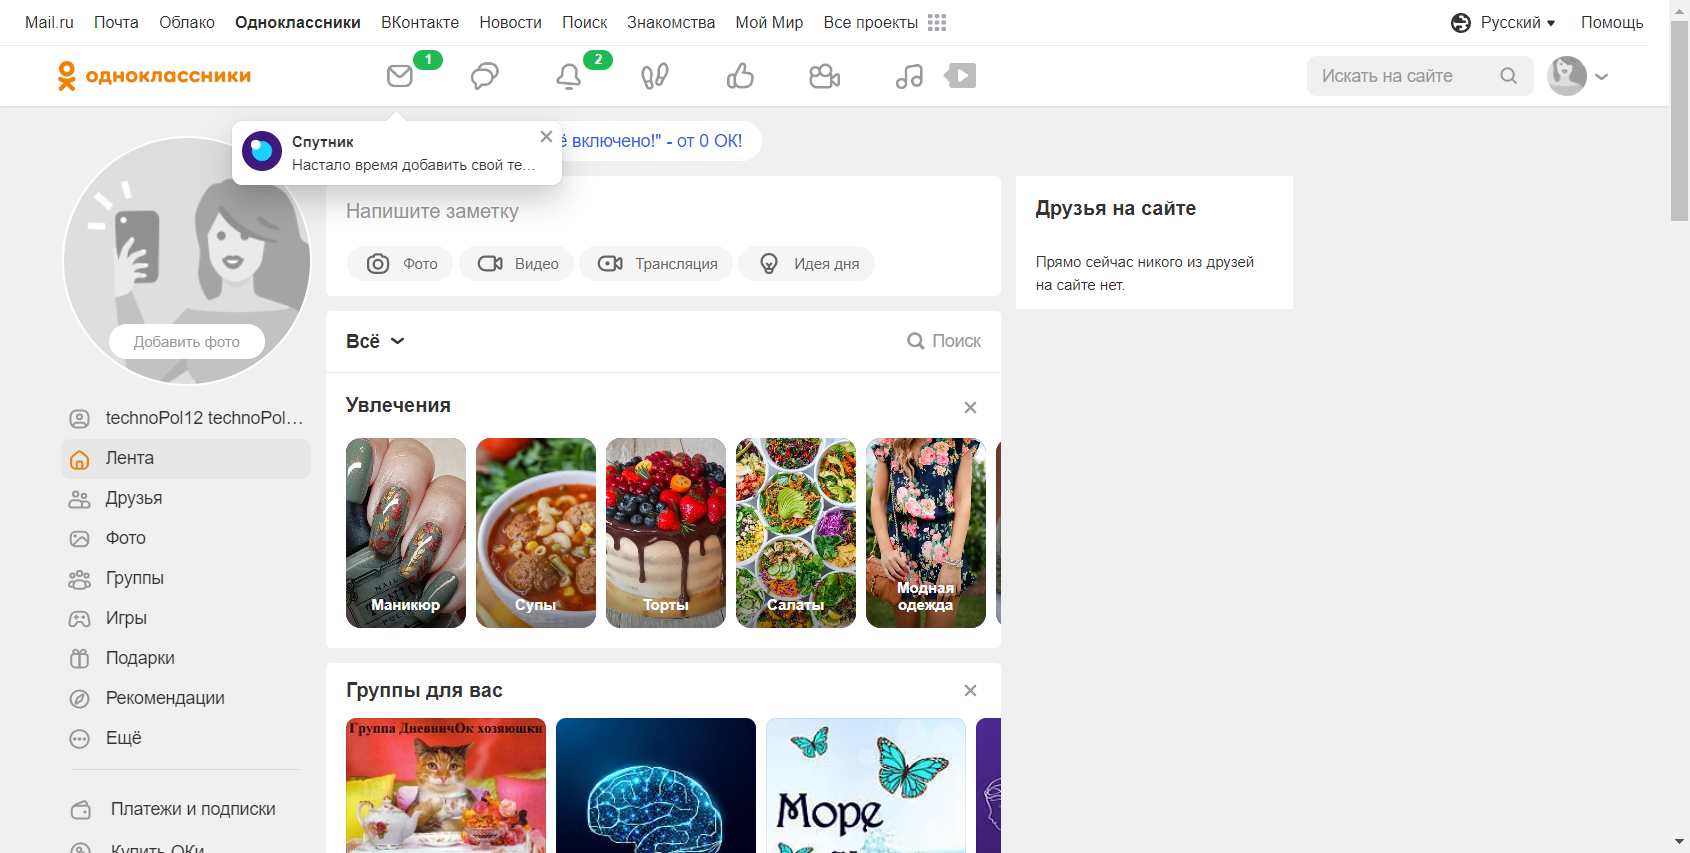 Mail.ru Почта Облако Одноклассники ВКонтакте Новости Поиск Знакомства Мой Мир Все проекты Русский Помощь
одноклассники 1 2 Искать на сайте
Спутник
Настало время добавить свой те...
ё включено!" - от 0 ОК!
Напишите заметку
Фото Видео Трансляция Идея дня
Друзья на сайте
Прямо сейчас никого из друзей
на сайте нет.
Добавить фото
technoPol12 technoPol...
Лента
Друзья
Фото
Группы
Игры
Подарки
Рекомендации
Ещё
Платежи и подписки
Купить ОКи
Всё Поиск
Увлечения
Маникюр Супы Торты Салаты Модная
одежда
Группы для вас
Группа ДневничОк хозяюшки
Море